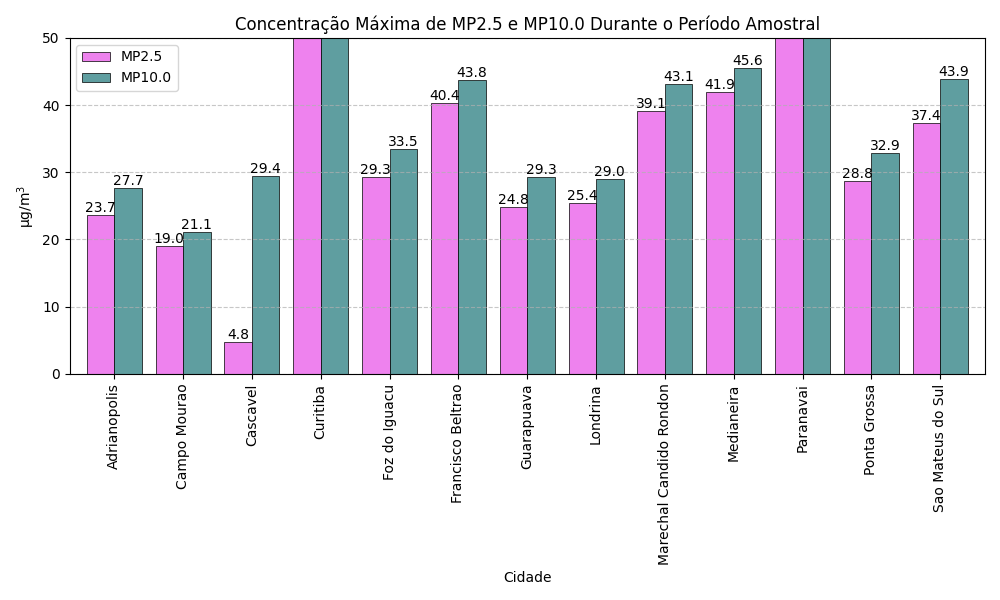 Concentração Máxima de MP2.5 e MP10.0 Durante o Período Amostral
MP2.5
MP10.0
µg/m³
50
40
30
20
10
0
23.7
27.7
19.0
21.1
4.8
29.4
29.3
33.5
40.4
43.8
24.8
29.3
25.4
29.0
39.1
43.1
41.9
45.6
28.8
32.9
37.4
43.9
Adrianopolis
Campo Mourao
Cascavel
Curitiba
Foz do Iguacu
Francisco Beltrao
Guarapuava
Londrina
Marechal Candido Rondon
Medianeira
Paranavai
Ponta Grossa
Sao Mateus do Sul
Cidade